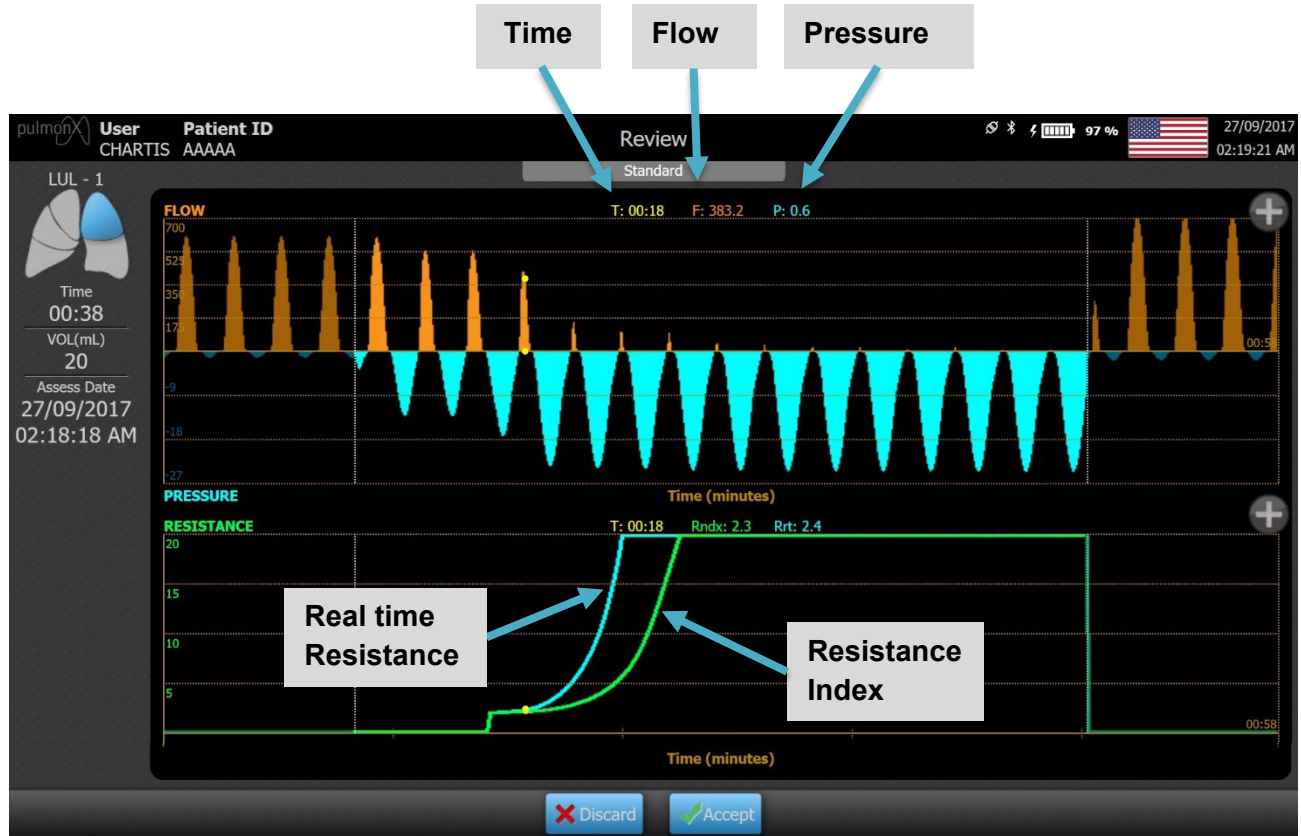 Time Flow Pressure
pulmonX User Patient ID Review 97 % 27/09/2017
CHARTIS AAAAA 02:19:21 AM
LUL - 1 Standard
FLOW T: 00:18 F: 383.2 P: 0.6
700
525
350
175
00:58
-9
-18
-27
PRESSURE Time (minutes)
Time
00:38
VOL(mL)
20
Assess Date
27/09/2017
02:18:18 AM
RESISTANCE T: 00:18 Rndx: 2.3 Rrt: 2.4
20
15
10
5
00:58
Real time
Resistance
Resistance
Index
Time (minutes)
Discard Accept